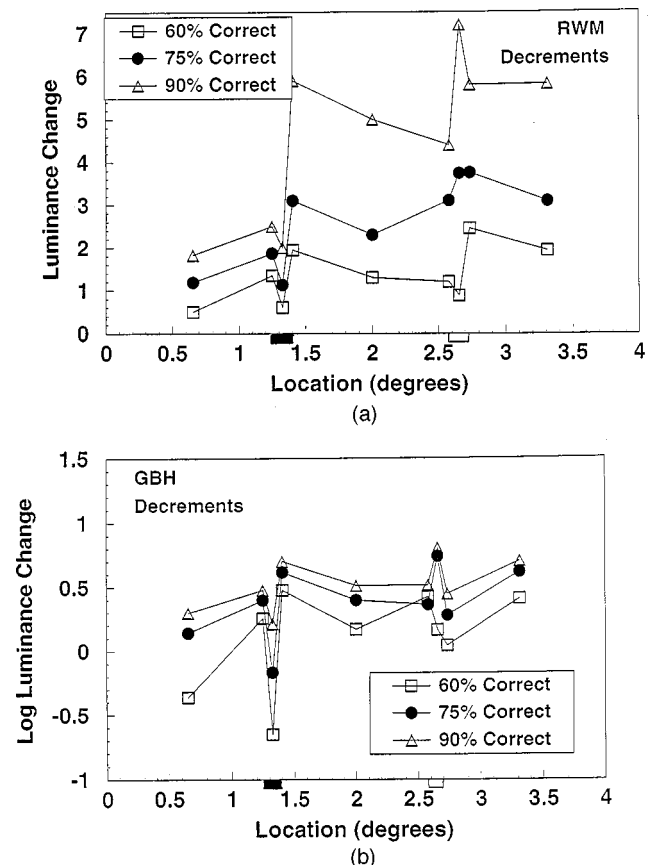 7
6
5
4
3
2
1
0
Luminance Change
60% Correct
75% Correct
90% Correct
RWM
Decrements
0 0.5 1 1.5 2 2.5 3 3.5 4
Location (degrees)
(a)
1.5
1
0.5
0
-0.5
-1
Log Luminance Change
GBH
Decrements
60% Correct
75% Correct
90% Correct
0 0.5 1 1.5 2 2.5 3 3.5 4
Location (degrees)
(b)